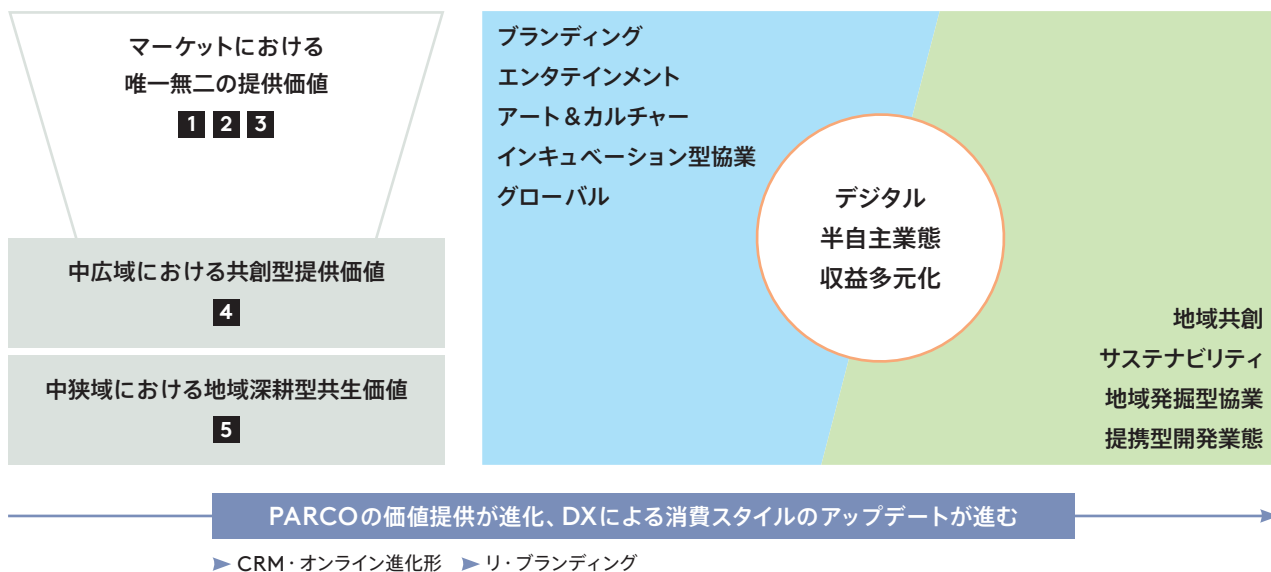 マーケットにおける
唯一無二の提供価値
1 2 3
中広域における共創型提供価値
4
中狭域における地域深耕型共生価値
5
ブランディング
エンタテインメント
アート&カルチャー
インキュベーション型協業
グローバル
デジタル
半自主業態
収益多元化
地域共創
サステナビリティ
地域発掘型協業
提携型開発業態
PARCOの価値提供が進化、DXによる消費スタイルのアップデートが進む
➤ CRM・オンライン進化形 ➤ リ・ブランディング